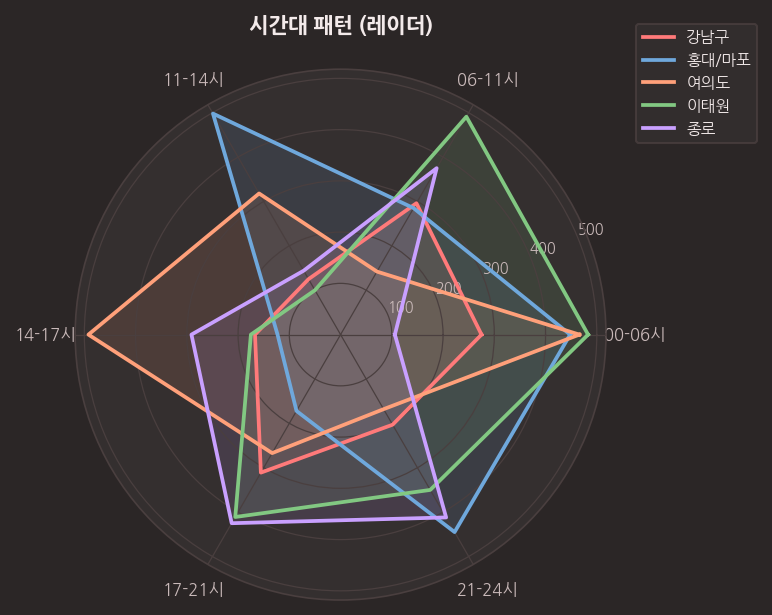 시간대 패턴 (레이더)
강남구
홍대/마포
여의도
이태원
종로
11-14시
06-11시
500
400
300
200
100
14-17시
00-06시
17-21시
21-24시